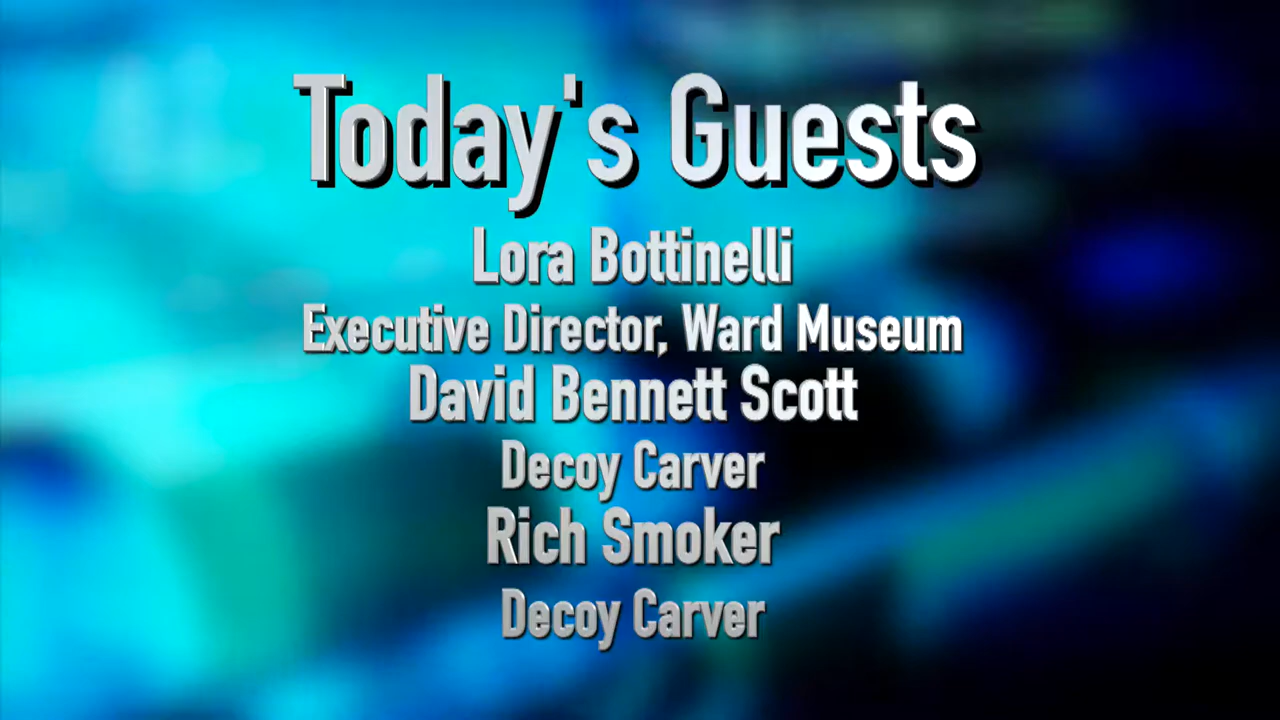 Today's Guests
Lora Bottinelli
Executive Director, Ward Museum
David Bennett Scott
Decoy Carver
Rich Smoker
Decoy Carver